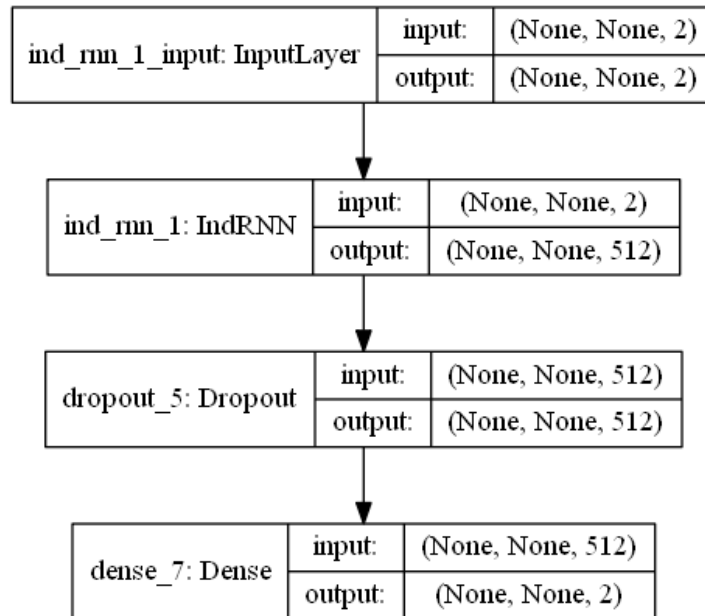 ind_rnn_1_input: InputLayer
input: (None, None, 2)
output: (None, None, 2)
ind_rnn_1: IndRNN
input: (None, None, 2)
output: (None, None, 512)
dropout_5: Dropout
input: (None, None, 512)
output: (None, None, 512)
dense_7: Dense
input: (None, None, 512)
output: (None, None, 2)